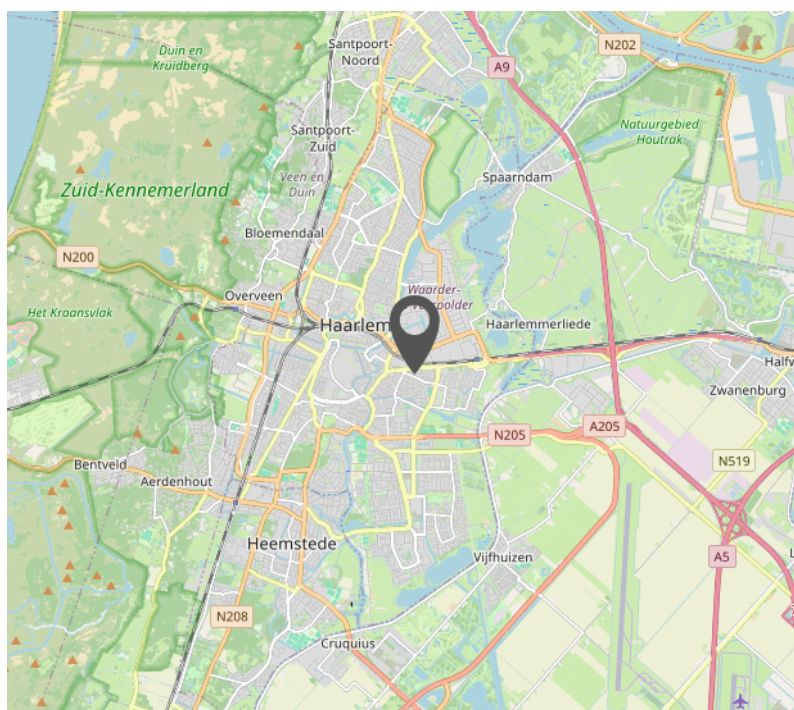 Duin en
Kruidberg
Santpoort-
Noord
A9
N202
Santpoort-
Zuid
Natuurgebied
Houtrak
Zuid-Kennemerland
Veen en
Duin
Spaarndam
Bloemendaal
N200
Overveen
Waarder-
Het Kraansvlak
Haarlem
Haarlemmerliede
Halfw
Zwanenburg
N205
A205
N519
Bentveld
Aerdenhout
Heemstede
Vijfhuizen
A5
L
N208
Cruquius